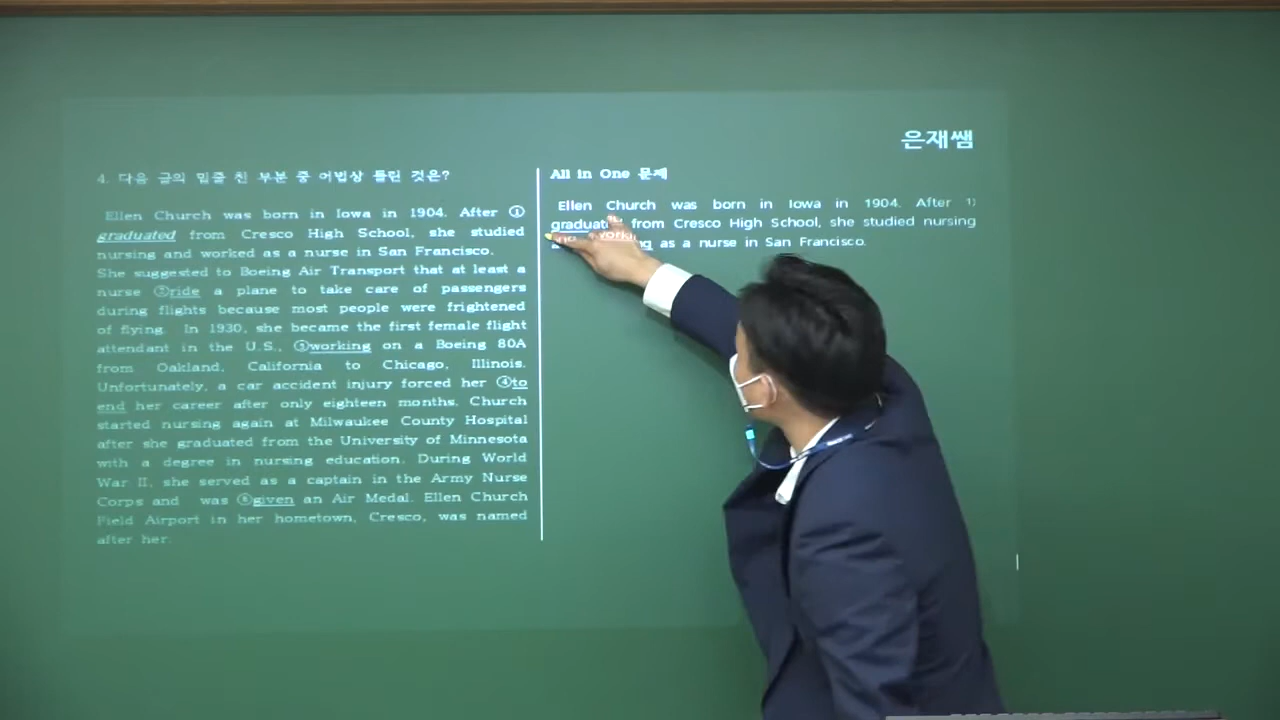 은재쌤
4. 다음 글의 밑줄 친 부분 중 어법상 틀린 것은?
Ellen Church was born in Iowa in 1904. After ①
graduated from Cresco High School, she studied
nursing and worked as a nurse in San Francisco.
She suggested to Boeing Air Transport that at least a
nurse ②ride a plane to take care of passengers
during flights because most people were frightened
of flying. In 1930, she became the first female flight
attendant in the U.S., ③working on a Boeing 80A
from Oakland, California to Chicago, Illinois.
Unfortunately, a car accident injury forced her ④to
end her career after only eighteen months. Church
started nursing again at Milwaukee County Hospital
after she graduated from the University of Minnesota
with a degree in nursing education. During World
War II, she served as a captain in the Army Nurse
Corps and was ⑤given an Air Medal. Ellen Church
Field Airport in her hometown, Cresco, was named
after her.
All in One 문제
Ellen Church was born in Iowa in 1904. After 1)
from Cresco High School, she studied nursing
as a nurse in San Francisco.